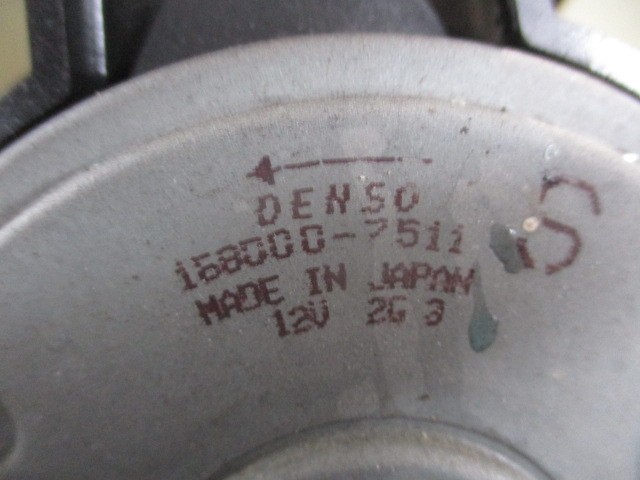 DENSO
168000-7511
MADE IN JAPAN
12V 2G 3
S